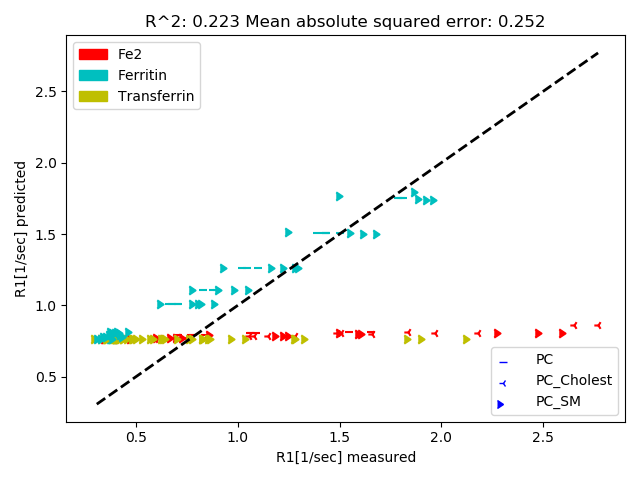 R^2: 0.223 Mean absolute squared error: 0.252
Fe2
Ferritin
Transferrin
R1[1/sec] predicted
2.5
2.0
1.5
1.0
0.5
PC
PC_Cholest
PC_SM
0.5 1.0 1.5 2.0 2.5
R1[1/sec] measured